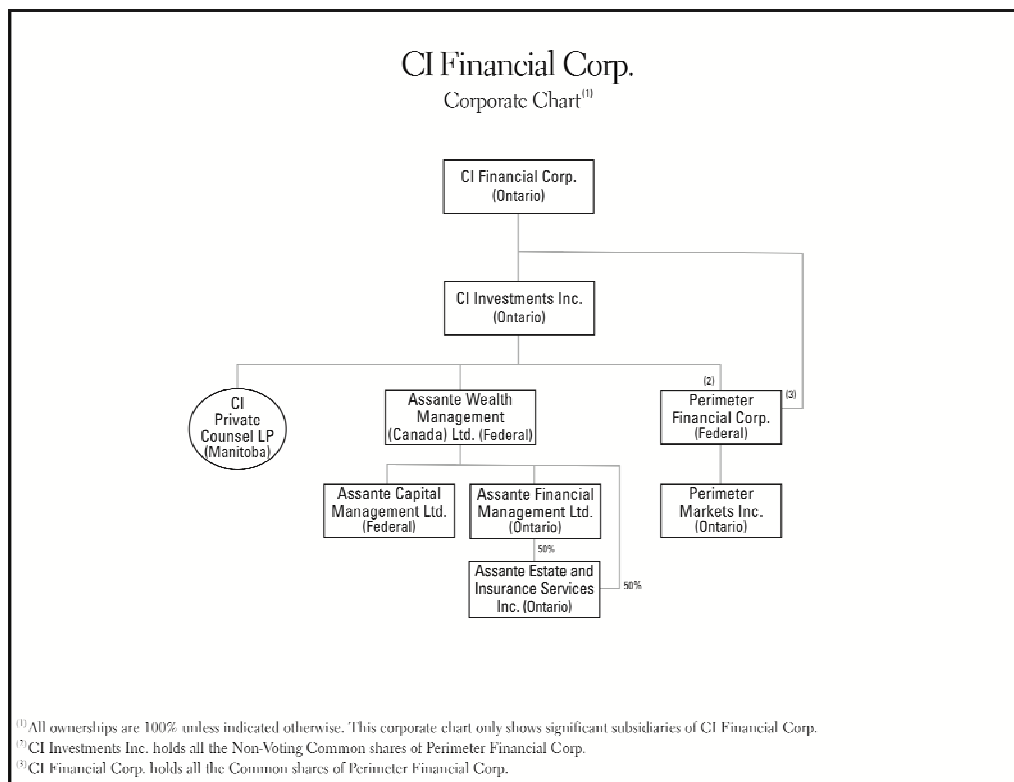 CI Financial Corp.
Corporate Chart(1)
CI Financial Corp.
(Ontario)
CI Investments Inc.
(Ontario)
(2)
(3)
CI
Private
Counsel LP
(Manitoba)
Assante Wealth
Management
(Canada) Ltd. (Federal)
Perimeter
Financial Corp.
(Federal)
Assante Capital
Management Ltd.
(Federal)
Assante Financial
Management Ltd.
(Ontario)
Perimeter
Markets Inc.
(Ontario)
50%
Assante Estate and
Insurance Services
Inc. (Ontario)
50%
(1) All ownerships are 100% unless indicated otherwise. This corporate chart only shows significant subsidiaries of CI Financial Corp.
(2) CI Investments Inc. holds all the Non-Voting Common shares of Perimeter Financial Corp.
(3) CI Financial Corp. holds all the Common shares of Perimeter Financial Corp.